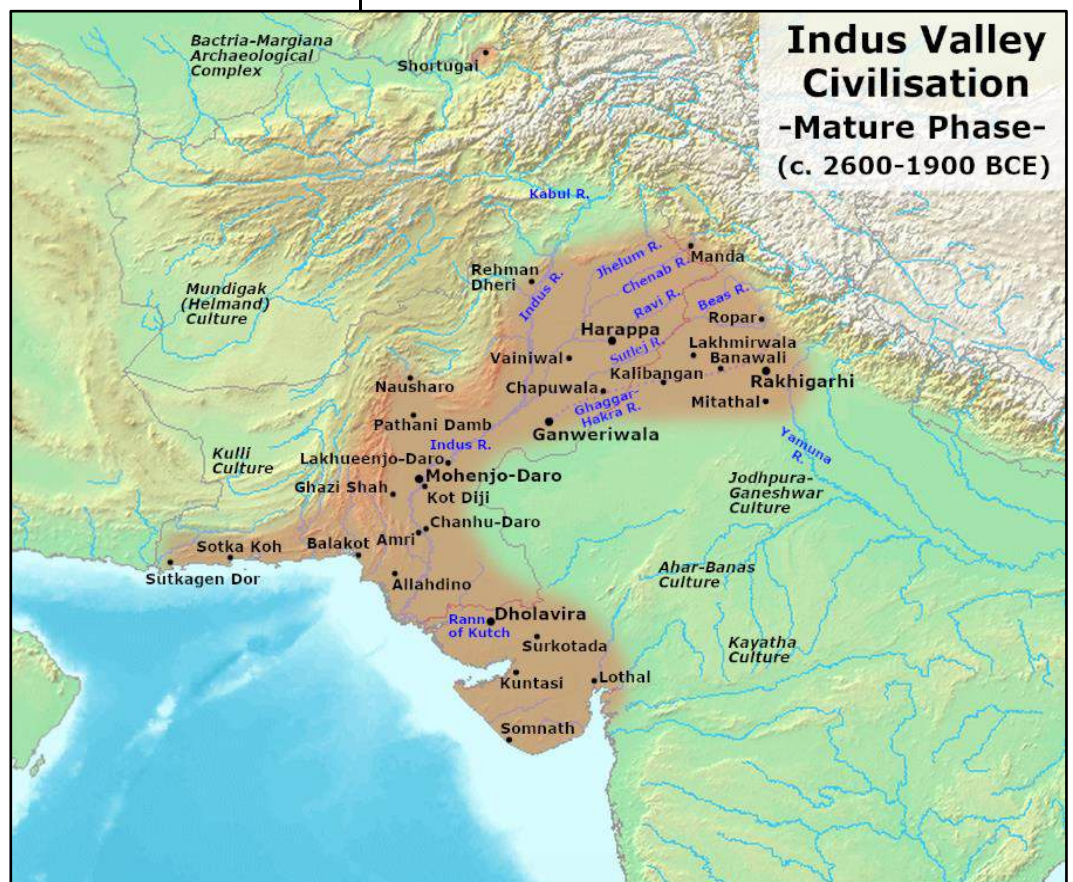 Indus Valley
Civilisation
-Mature Phase-
(c. 2600-1900 BCE)
Bactria-Margiana
Archaeological
Complex
Shortugai
Kabul R.
Manda
Jhelum R.
Rehman
Dheri
Indus R.
Chenab R.
Mundigak
(Helmand)
Culture
Ravi R.
Beas R.
Ropar
Harappa
Sutlej R.
Lakhmirwala
Vainiwal
Banawali
Nausharo
Chapuwala
Kalibangan
Rakhigarhi
Ghaggar-
Hakra R.
Mitathal
Pathani Damb
Ganweriwala
Indus R.
Yamuna
R.
Kulli
Culture
Lakhueenjo-Daro
Mohenjo-Daro
Ghazi Shah
Kot Diji
Jodhpura-
Ganeshwar
Culture
Chanhu-Daro
Amri
Sotka Koh
Balakot
Sutkagen Dor
Allahdino
Ahar-Banas
Culture
Dholavira
Rann
of Kutch
Surkotada
Kayatha
Culture
Kuntasi
Lothal
Somnath